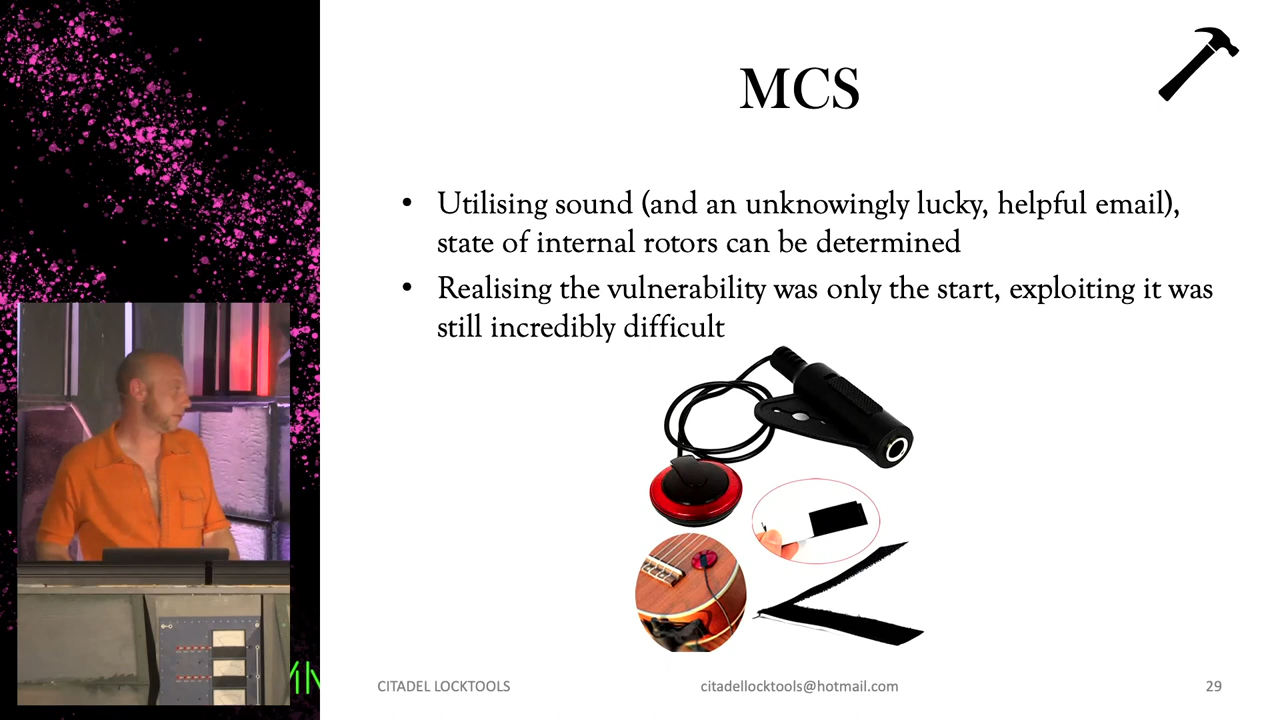 MCS
• Utilising sound (and an unknowingly lucky, helpful email),
state of internal rotors can be determined
• Realising the vulnerability was only the start, exploiting it was
still incredibly difficult
CITADEL LOCKTOOLS
citadellocktools@hotmail.com
29